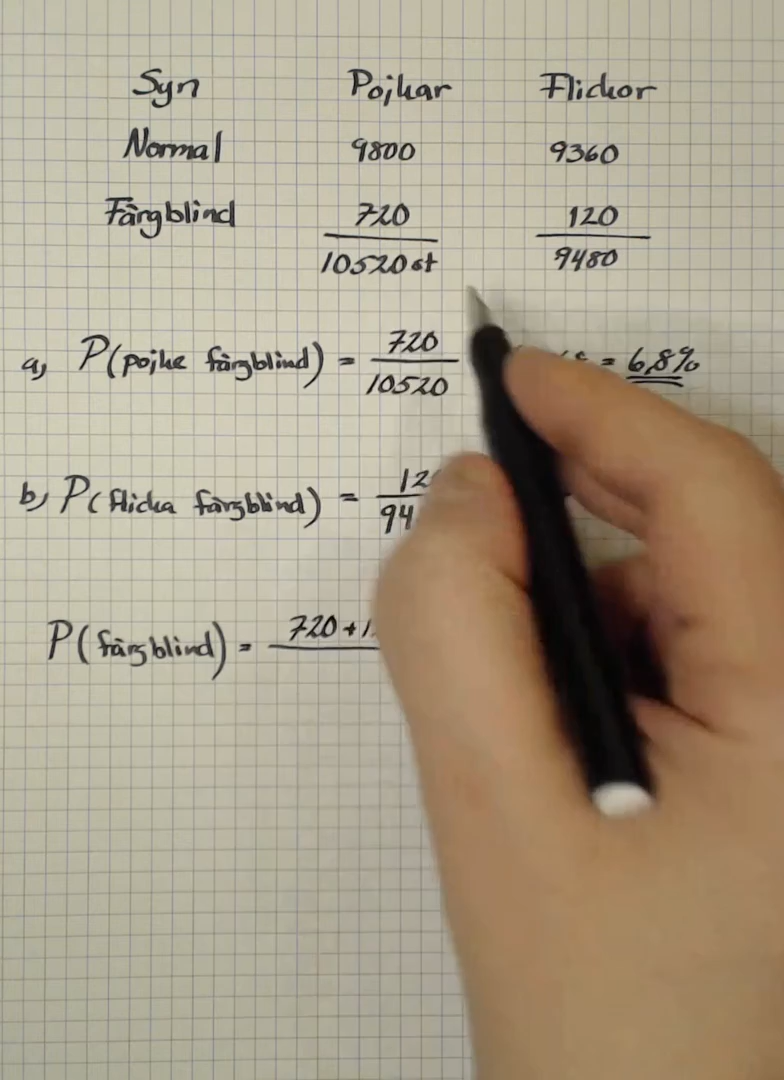 Syn Pojkar Flickor
Normal 9800 9360
Färgblind 720 120
10520 st 9480
a) P(pojke färgblind) = 720 / 10520 = 6,8%
b) P(flicka färgblind) =
P(färgblind) = 720 +